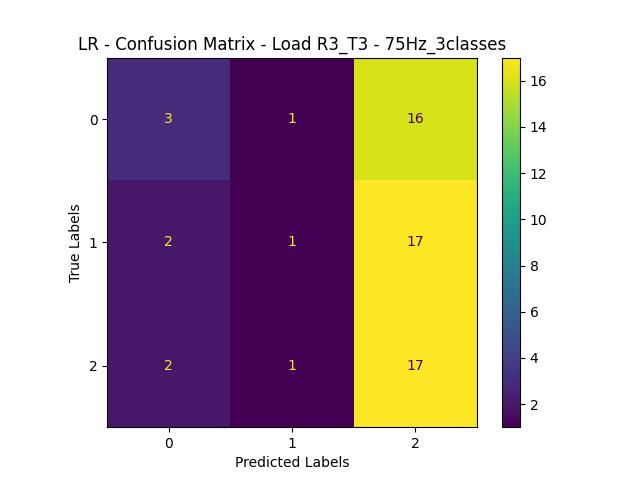 LR - Confusion Matrix - Load R3_T3 - 75Hz_3classes
True Labels
0 3 1 16
1 2 1 17
2 2 1 17
0 1 2
Predicted Labels
16
14
12
10
8
6
4
2